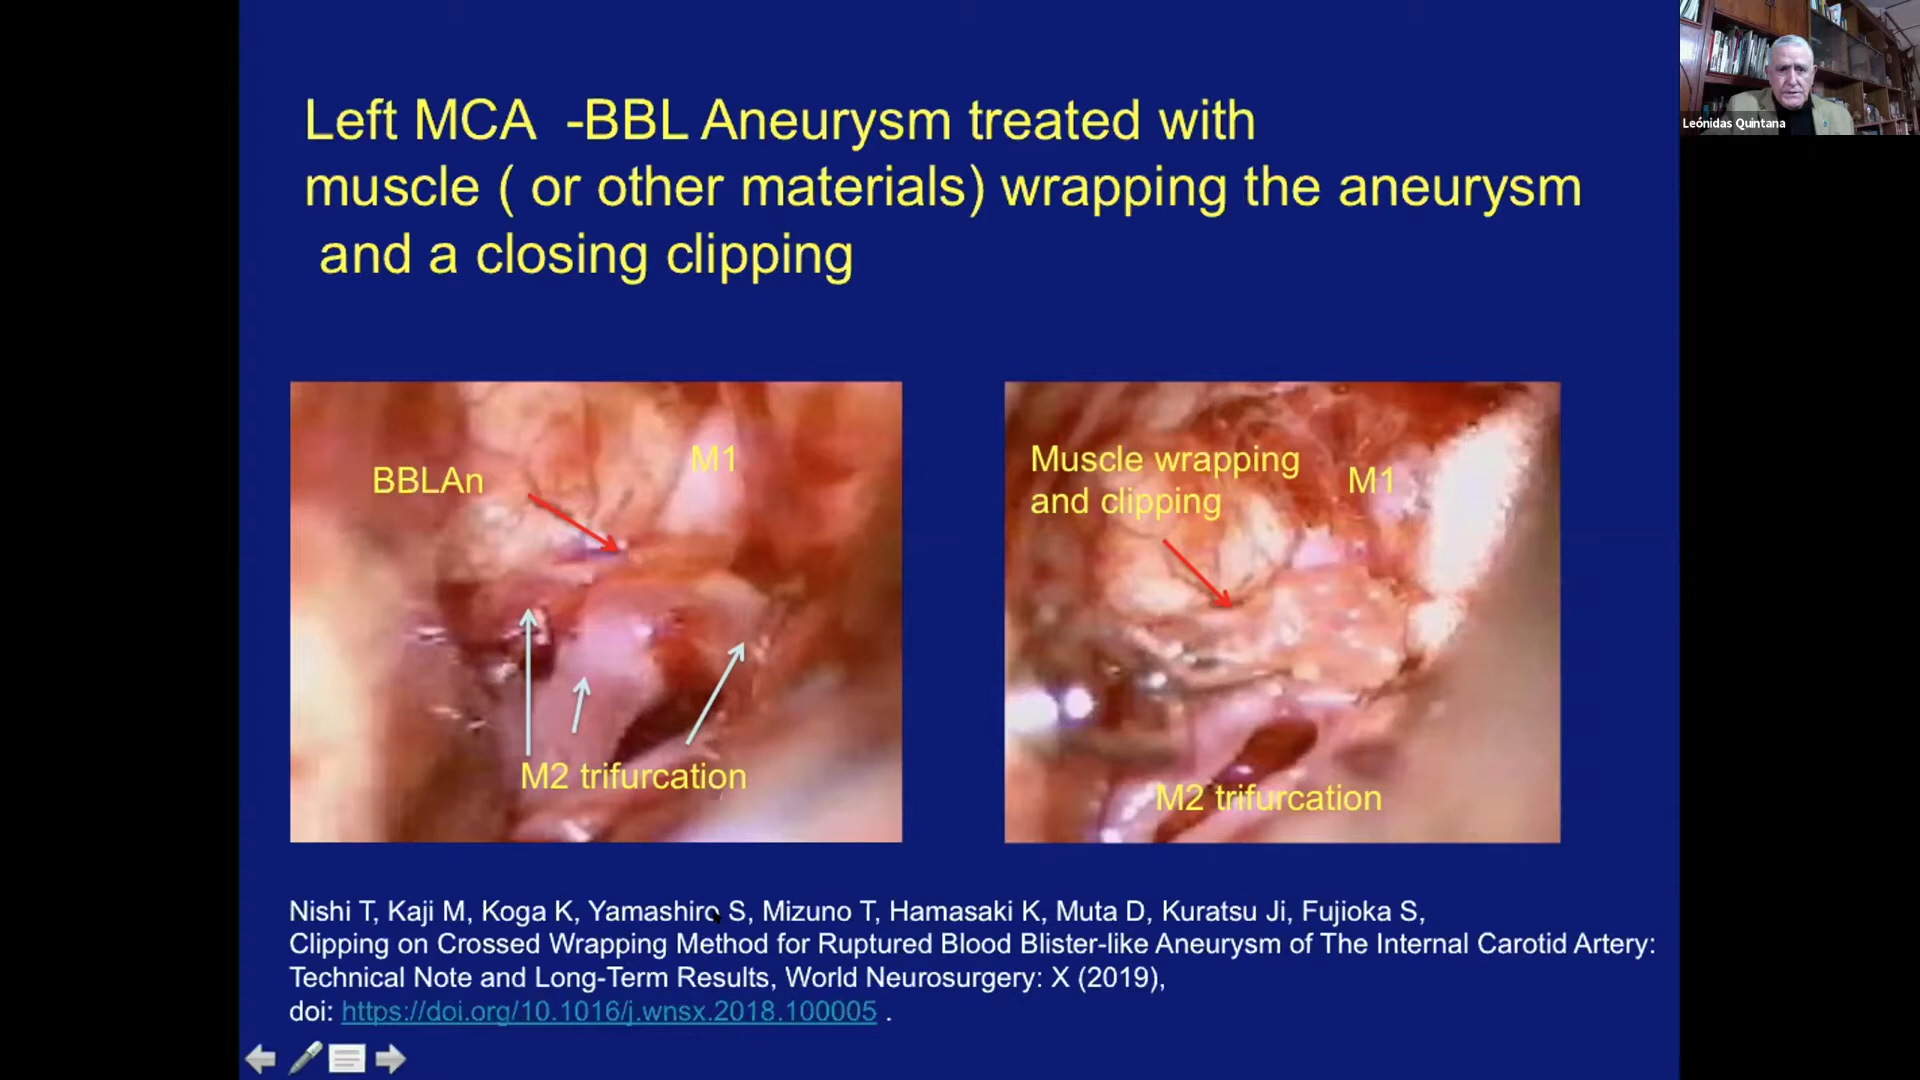 Left MCA -BBL Aneurysm treated with
muscle ( or other materials) wrapping the aneurysm
and a closing clipping
Leónidas Quintana
BBLAn
M1
M2 trifurcation
Muscle wrapping
and clipping
M1
M2 trifurcation
Nishi T, Kaji M, Koga K, Yamashiro S, Mizuno T, Hamasaki K, Muta D, Kuratsu Ji, Fujioka S,
Clipping on Crossed Wrapping Method for Ruptured Blood Blister-like Aneurysm of The Internal Carotid Artery:
Technical Note and Long-Term Results, World Neurosurgery: X (2019),
doi: https://doi.org/10.1016/j.wnsx.2018.100005 .